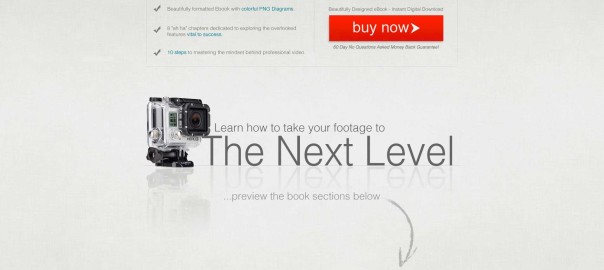 Beautifully formatted Ebook with colorful PNG Diagrams
6 "ah ha" chapters dedicated to exploring the overlooked
features vital to success.
10 steps to mastering the mindset behind professional video.
Beautifully Designed eBook - Instant Digital Download
buy now
60 Day No Questions Asked Money Back Guarantee!
Learn how to take your footage to
The Next Level
...preview the book sections below